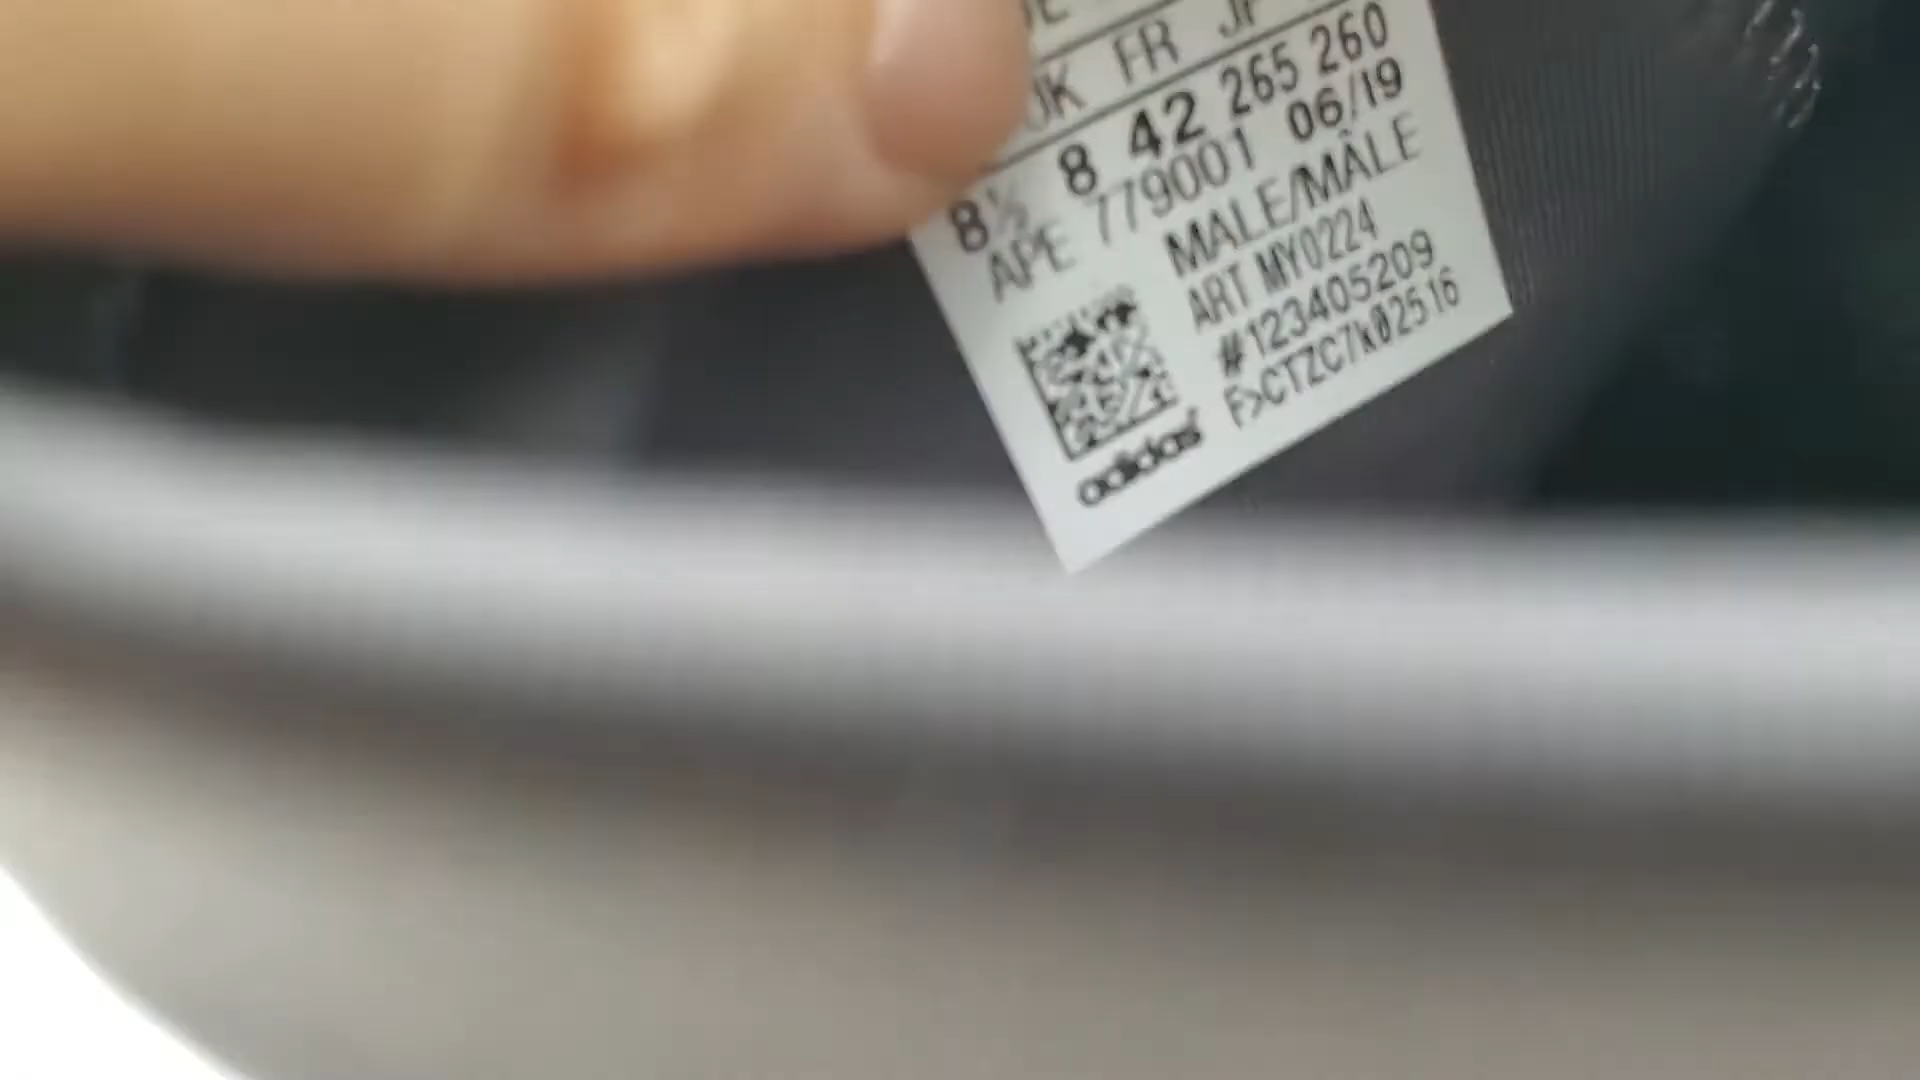 UK FR JP
8½ 8 42 265 260
APE 779001 06/19
MALE/MÂLE
ART MY0224
#123405209
F>CTZC7K02516
adidas